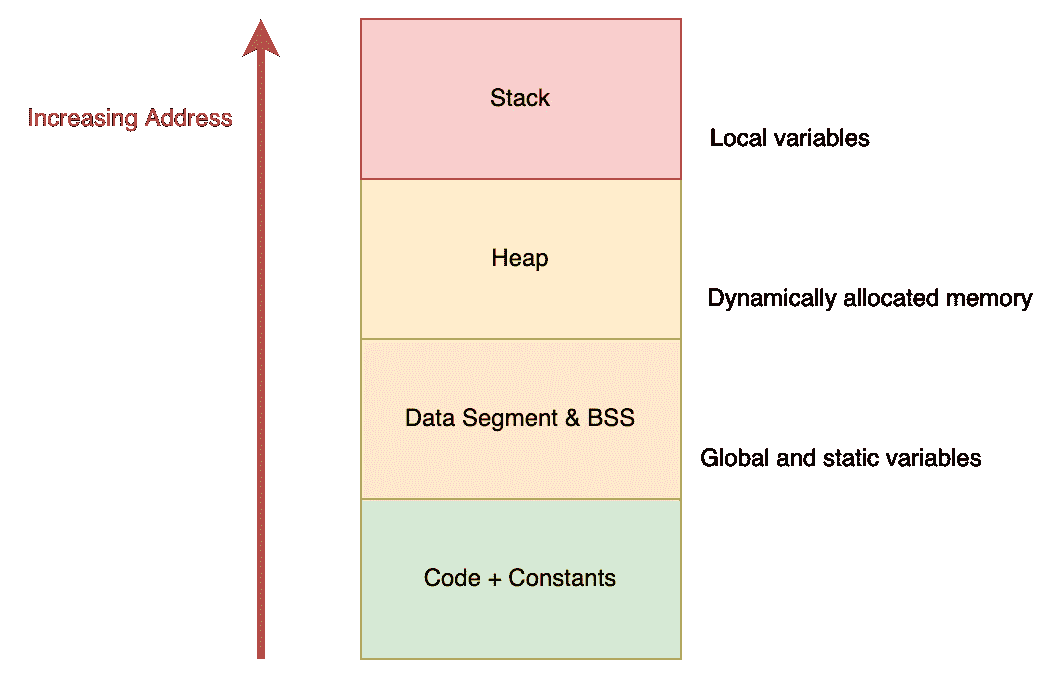 Stack
Increasing Address
Local variables
Heap
Dynamically allocated memory
Data Segment & BSS
Global and static variables
Code + Constants